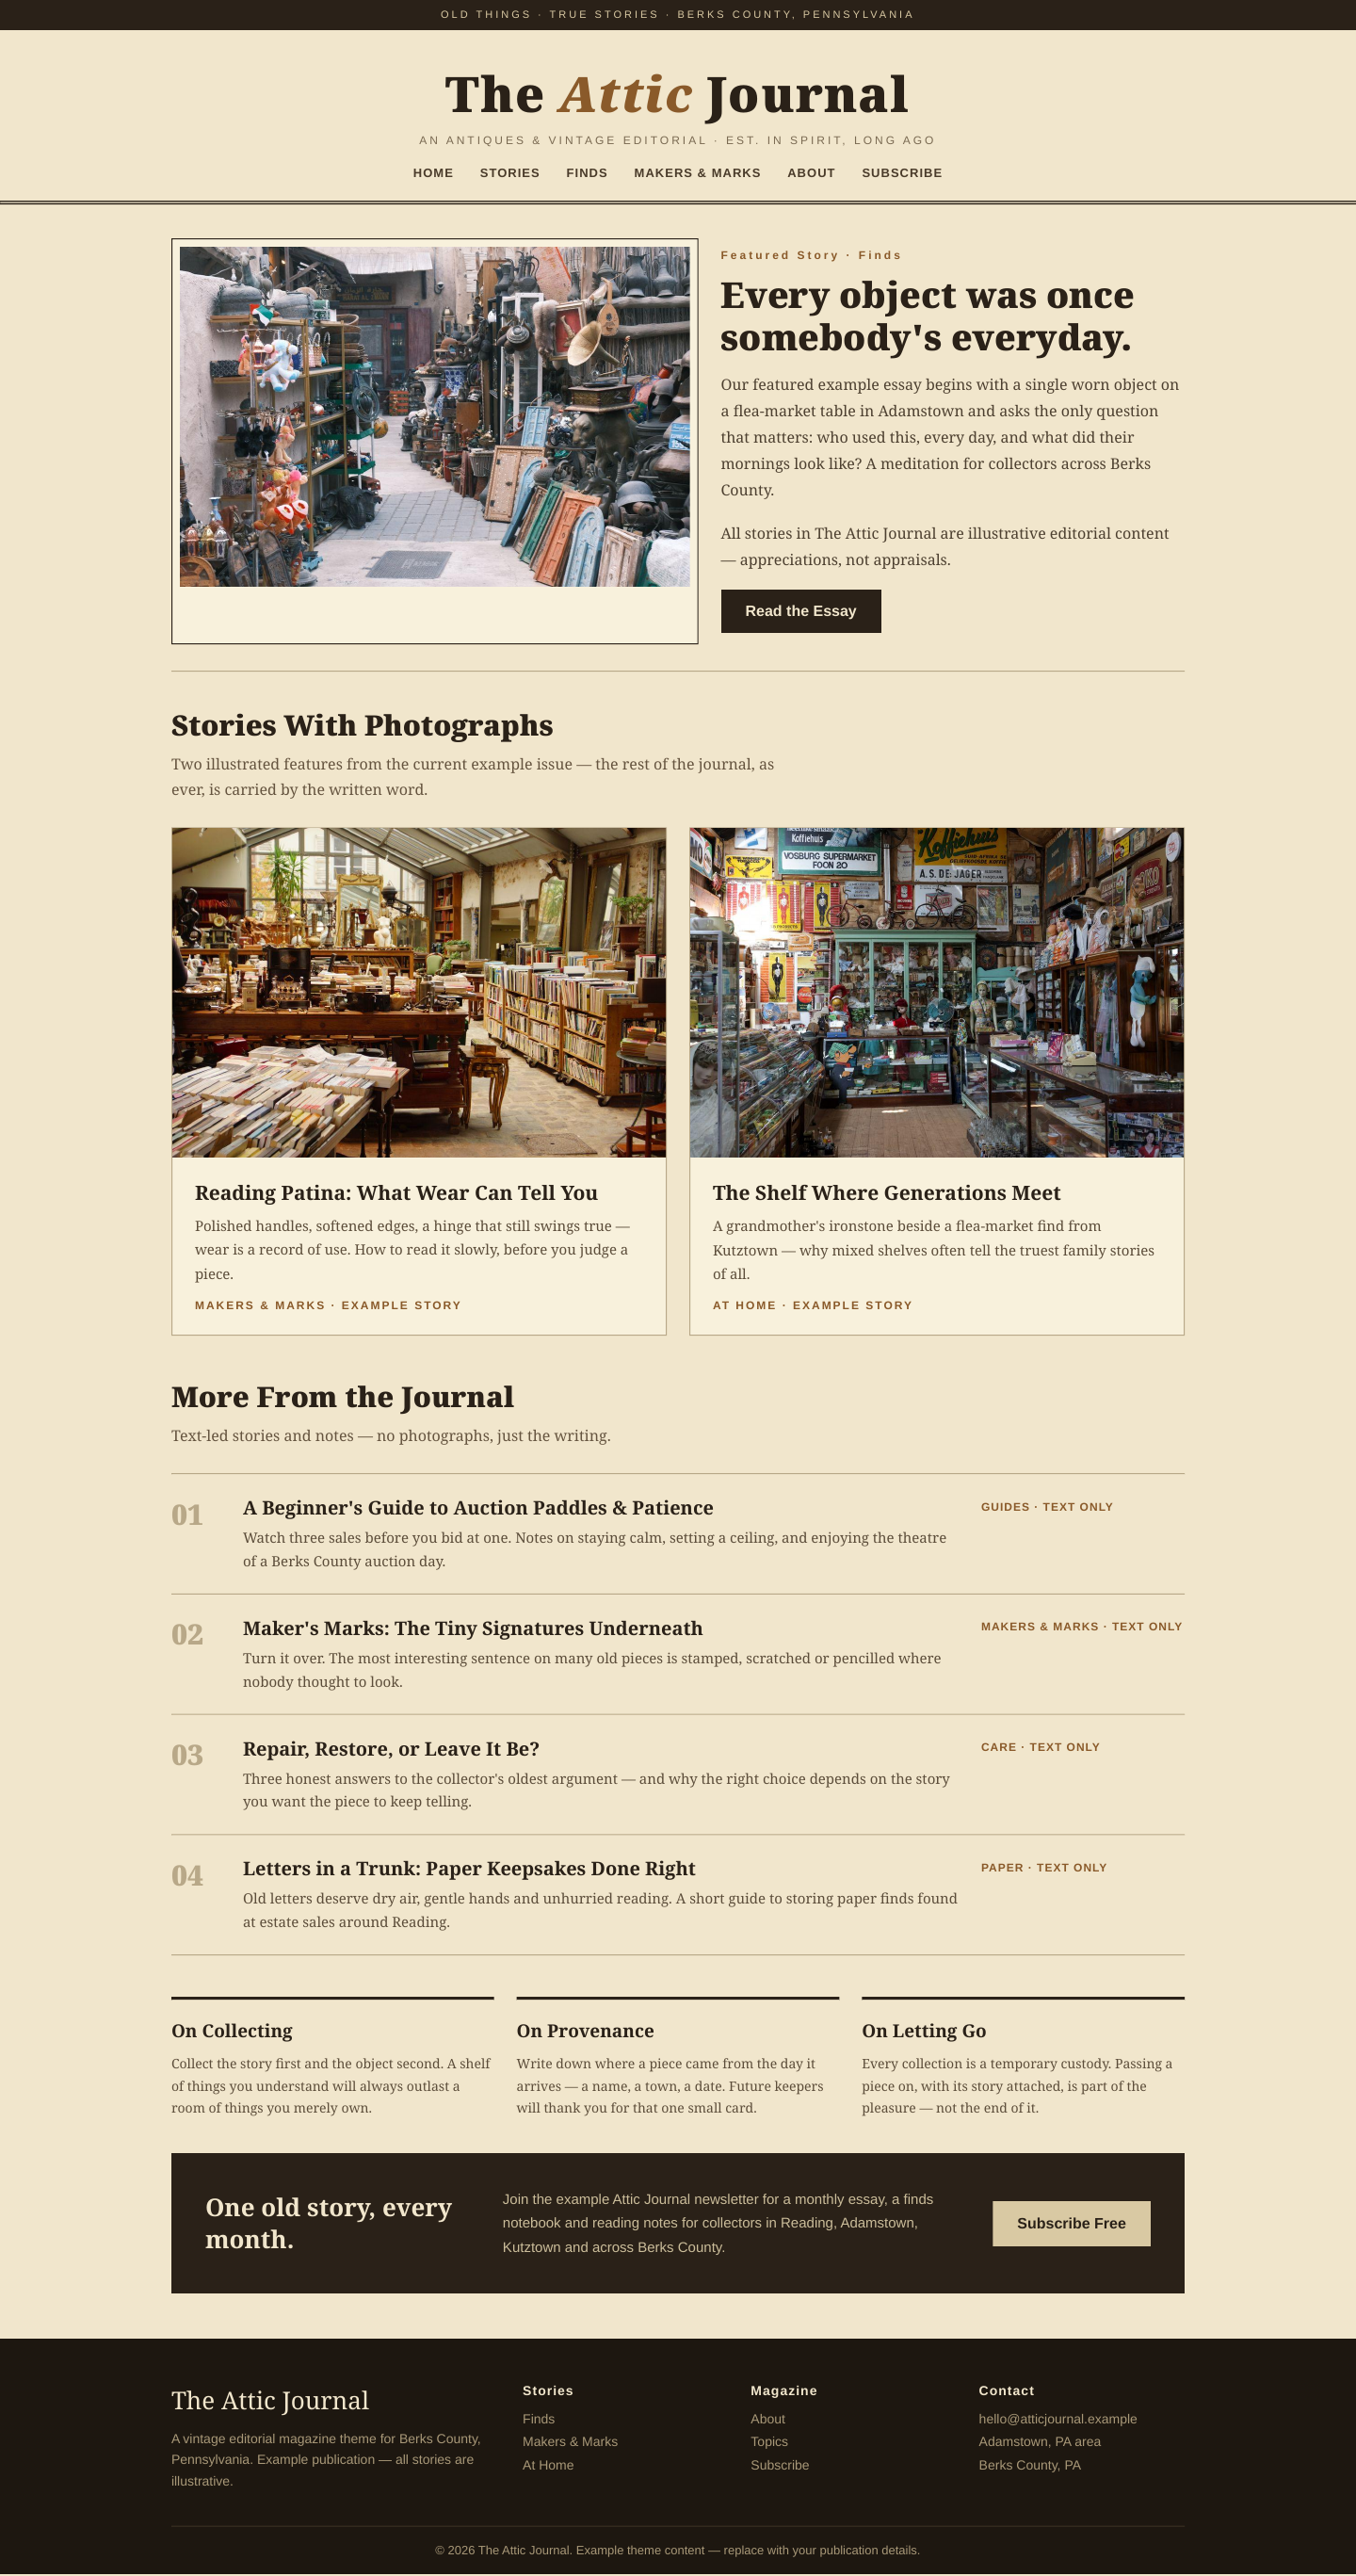 OLD THINGS · TRUE STORIES · BERKS COUNTY, PENNSYLVANIA
The Attic Journal
AN ANTIQUES & VINTAGE EDITORIAL · EST. IN SPIRIT, LONG AGO
HOME STORIES FINDS MAKERS & MARKS ABOUT SUBSCRIBE
Featured Story · Finds
Every object was once
somebody's everyday.
Our featured example essay begins with a single worn object on
a flea-market table in Adamstown and asks the only question
that matters: who used this, every day, and what did their
mornings look like? A meditation for collectors across Berks
County.
All stories in The Attic Journal are illustrative editorial content
— appreciations, not appraisals.
Read the Essay
Stories With Photographs
Two illustrated features from the current example issue — the rest of the journal, as
ever, is carried by the written word.
Koffiehuis
VOSBURG SUPERMARKET
FOON 20
Koffiehuis
A.S. DE JAGER
Reading Patina: What Wear Can Tell You
Polished handles, softened edges, a hinge that still swings true —
wear is a record of use. How to read it slowly, before you judge a
piece.
MAKERS & MARKS · EXAMPLE STORY
The Shelf Where Generations Meet
A grandmother's ironstone beside a flea-market find from
Kutztown — why mixed shelves often tell the truest family stories
of all.
AT HOME · EXAMPLE STORY
More From the Journal
Text-led stories and notes — no photographs, just the writing.
01
A Beginner's Guide to Auction Paddles & Patience
Watch three sales before you bid at one. Notes on staying calm, setting a ceiling, and enjoying the theatre
of a Berks County auction day.
GUIDES · TEXT ONLY
02
Maker's Marks: The Tiny Signatures Underneath
Turn it over. The most interesting sentence on many old pieces is stamped, scratched or pencilled where
nobody thought to look.
MAKERS & MARKS · TEXT ONLY
03
Repair, Restore, or Leave It Be?
Three honest answers to the collector's oldest argument — and why the right choice depends on the story
you want the piece to keep telling.
CARE · TEXT ONLY
04
Letters in a Trunk: Paper Keepsakes Done Right
Old letters deserve dry air, gentle hands and unhurried reading. A short guide to storing paper finds found
at estate sales around Reading.
PAPER · TEXT ONLY
On Collecting
Collect the story first and the object second. A shelf
of things you understand will always outlast a
room of things you merely own.
On Provenance
Write down where a piece came from the day it
arrives — a name, a town, a date. Future keepers
will thank you for that one small card.
On Letting Go
Every collection is a temporary custody. Passing a
piece on, with its story attached, is part of the
pleasure — not the end of it.
One old story, every
month.
Join the example Attic Journal newsletter for a monthly essay, a finds
notebook and reading notes for collectors in Reading, Adamstown,
Kutztown and across Berks County.
Subscribe Free
The Attic Journal
A vintage editorial magazine theme for Berks County,
Pennsylvania. Example publication — all stories are
illustrative.
Stories
Finds
Makers & Marks
At Home
Magazine
About
Topics
Subscribe
Contact
hello@atticjournal.example
Adamstown, PA area
Berks County, PA
© 2026 The Attic Journal. Example theme content — replace with your publication details.